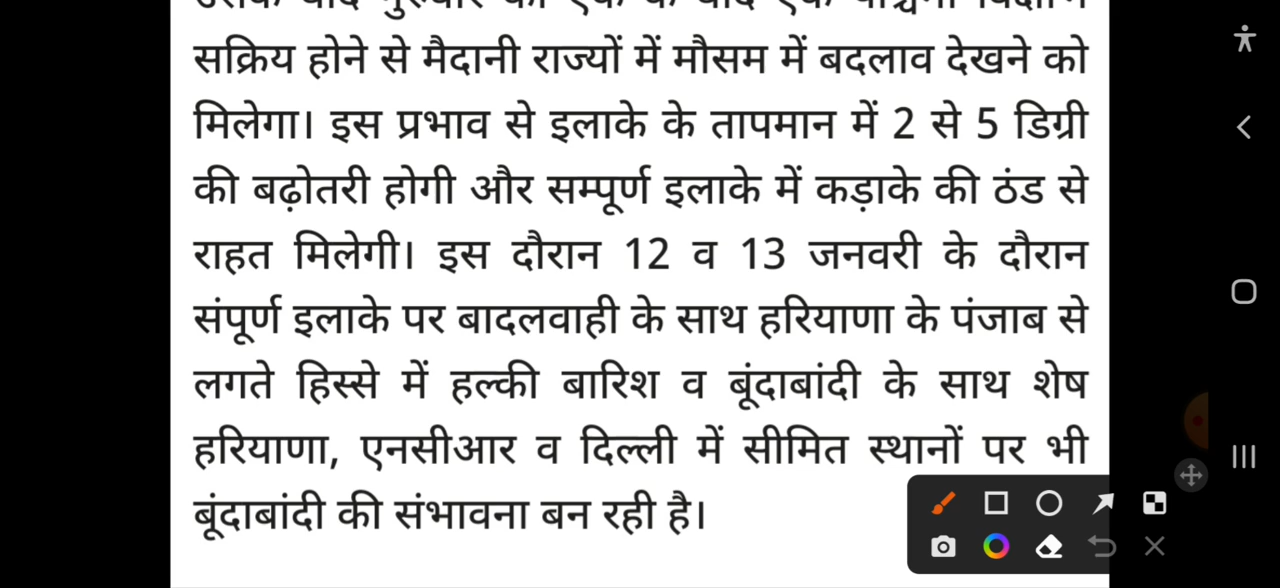 सक्रिय होने से मैदानी राज्यों में मौसम में बदलाव देखने को
मिलेगा। इस प्रभाव से इलाके के तापमान में 2 से 5 डिग्री
की बढ़ोतरी होगी और सम्पूर्ण इलाके में कड़ाके की ठंड से
राहत मिलेगी। इस दौरान 12 व 13 जनवरी के दौरान
संपूर्ण इलाके पर बादलवाही के साथ हरियाणा के पंजाब से
लगते हिस्से में हल्की बारिश व बूंदाबांदी के साथ शेष
हरियाणा, एनसीआर व दिल्ली में सीमित स्थानों पर भी
बूंदाबांदी की संभावना बन रही है।